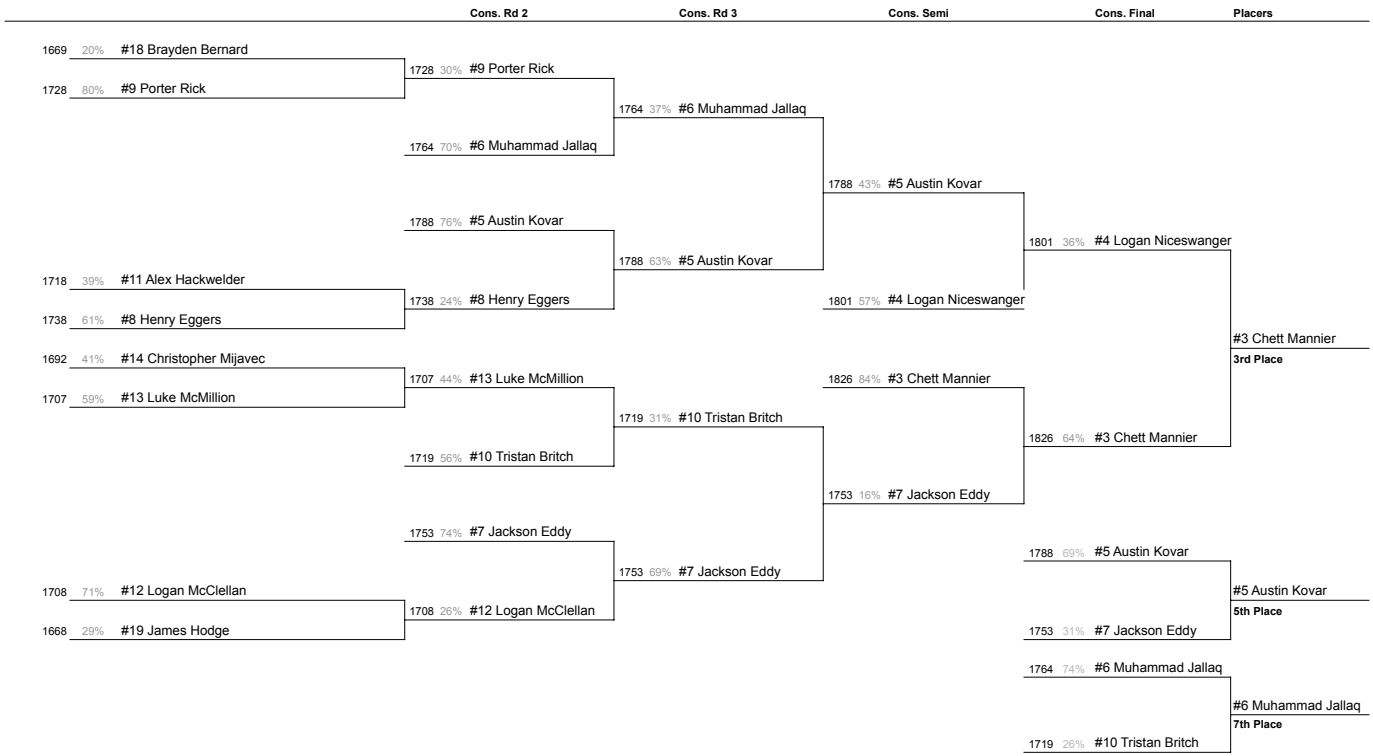 Cons. Rd 2 Cons. Rd 3 Cons. Semi Cons. Final Placers
1669 20% #18 Brayden Bernard
1728 30% #9 Porter Rick
1728 80% #9 Porter Rick
1764 37% #6 Muhammad Jallaq
1764 70% #6 Muhammad Jallaq
1788 43% #5 Austin Kovar
1788 76% #5 Austin Kovar
1801 36% #4 Logan Niceswanger
1788 63% #5 Austin Kovar
1718 39% #11 Alex Hackwelder
1738 24% #8 Henry Eggers
1801 57% #4 Logan Niceswanger
1738 61% #8 Henry Eggers
#3 Chett Mannier
1692 41% #14 Christopher Mijavec
3rd Place
1707 44% #13 Luke McMillion
1826 84% #3 Chett Mannier
1707 59% #13 Luke McMillion
1719 31% #10 Tristan Britch
1826 64% #3 Chett Mannier
1719 56% #10 Tristan Britch
1753 16% #7 Jackson Eddy
1753 74% #7 Jackson Eddy
1788 69% #5 Austin Kovar
1753 69% #7 Jackson Eddy
1708 71% #12 Logan McClellan
#5 Austin Kovar
1708 26% #12 Logan McClellan
5th Place
1668 29% #19 James Hodge
1753 31% #7 Jackson Eddy
1764 74% #6 Muhammad Jallaq
#6 Muhammad Jallaq
7th Place
1719 26% #10 Tristan Britch